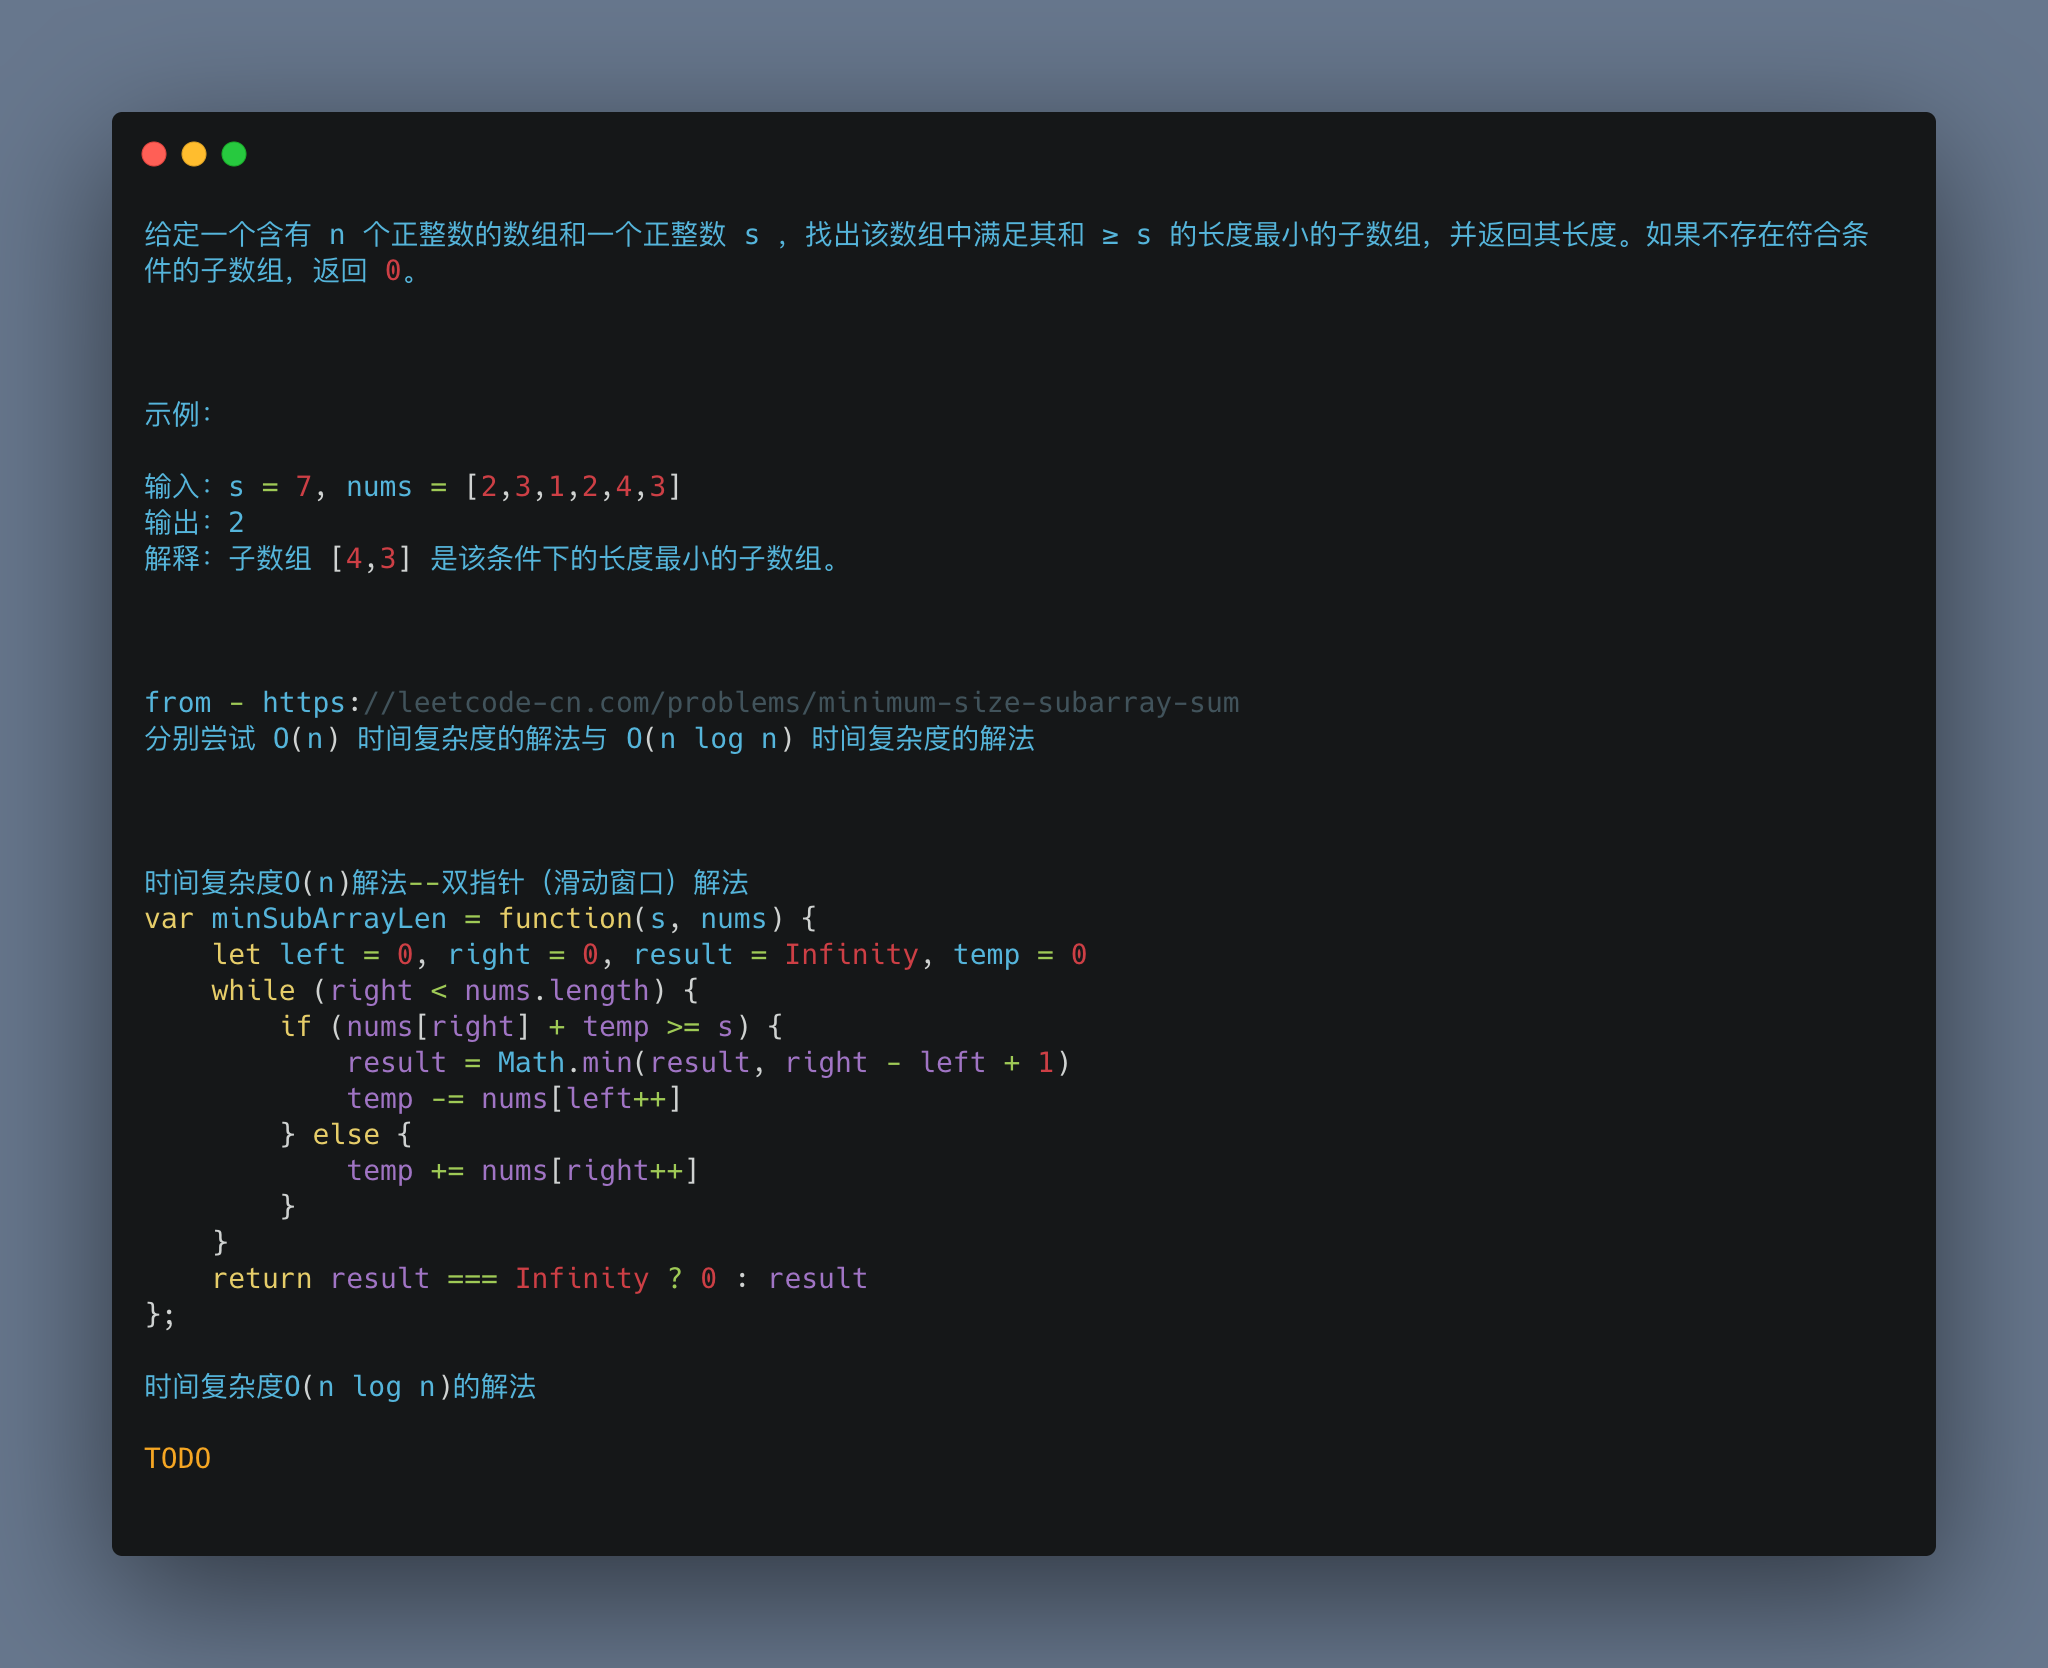 给定一个含有 n 个正整数的数组和一个正整数 s ，找出该数组中满足其和 ≥ s 的长度最小的子数组，并返回其长度。如果不存在符合条
件的子数组，返回 0。
示例：
输入：s = 7, nums = [2,3,1,2,4,3]
输出：2
解释：子数组 [4,3] 是该条件下的长度最小的子数组。
from - https://leetcode-cn.com/problems/minimum-size-subarray-sum
分别尝试 O(n) 时间复杂度的解法与 O(n log n) 时间复杂度的解法
时间复杂度O(n)解法--双指针（滑动窗口）解法
var minSubArrayLen = function(s, nums) {
    let left = 0, right = 0, result = Infinity, temp = 0
    while (right < nums.length) {
        if (nums[right] + temp >= s) {
            result = Math.min(result, right - left + 1)
            temp -= nums[left++]
        } else {
            temp += nums[right++]
        }
    }
    return result === Infinity ? 0 : result
};
时间复杂度O(n log n)的解法
TODO